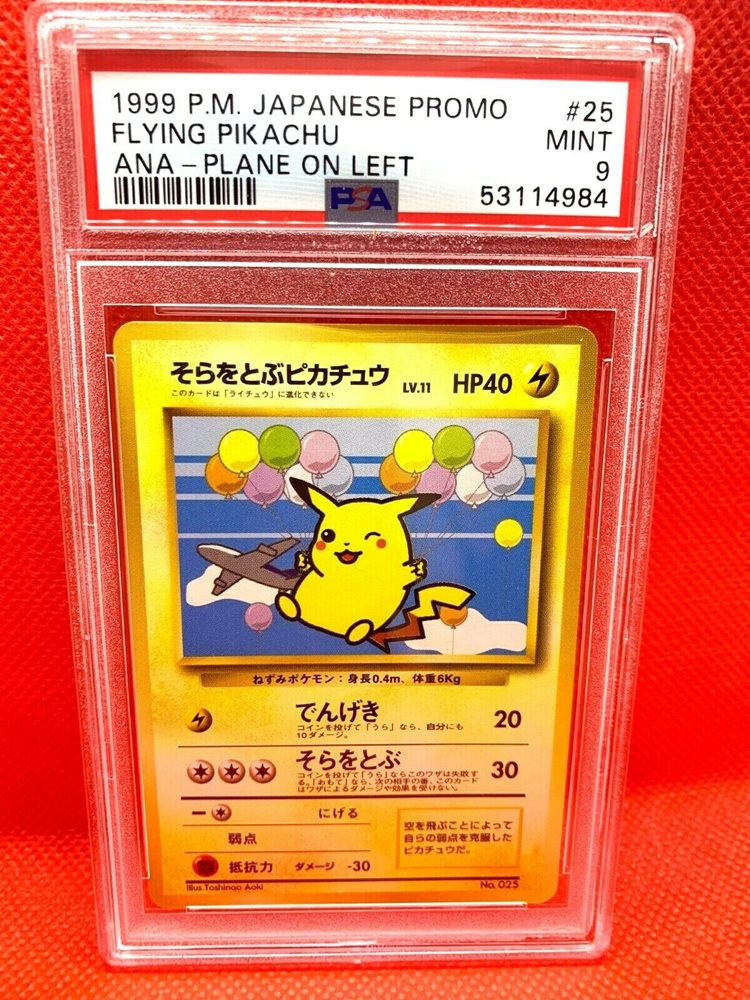 1999 P.M. JAPANESE PROMO #25
FLYING PIKACHU MINT
ANA-PLANE ON LEFT 9
PSA 53114984
そらをとぶピカチュウ LV.11 HP40
このカードは「ライチュウ」に進化できない
ねずみポケモン：身長0.4m、体重6Kg
でんげき 20
コインを投げて「うら」なら、自分にも
10ダメージ。
そらをとぶ 30
コインを投げて「うら」ならこのワザは失敗す
る。「おもて」なら、次の相手の番、このカード
はワザによるダメージや効果を受けない。
にげる
弱点
抵抗力 ダメージ -30
空を飛ぶことによって
自らの弱点を克服した
ピカチュウだ。
Illus.Toshinao Aoki No.025